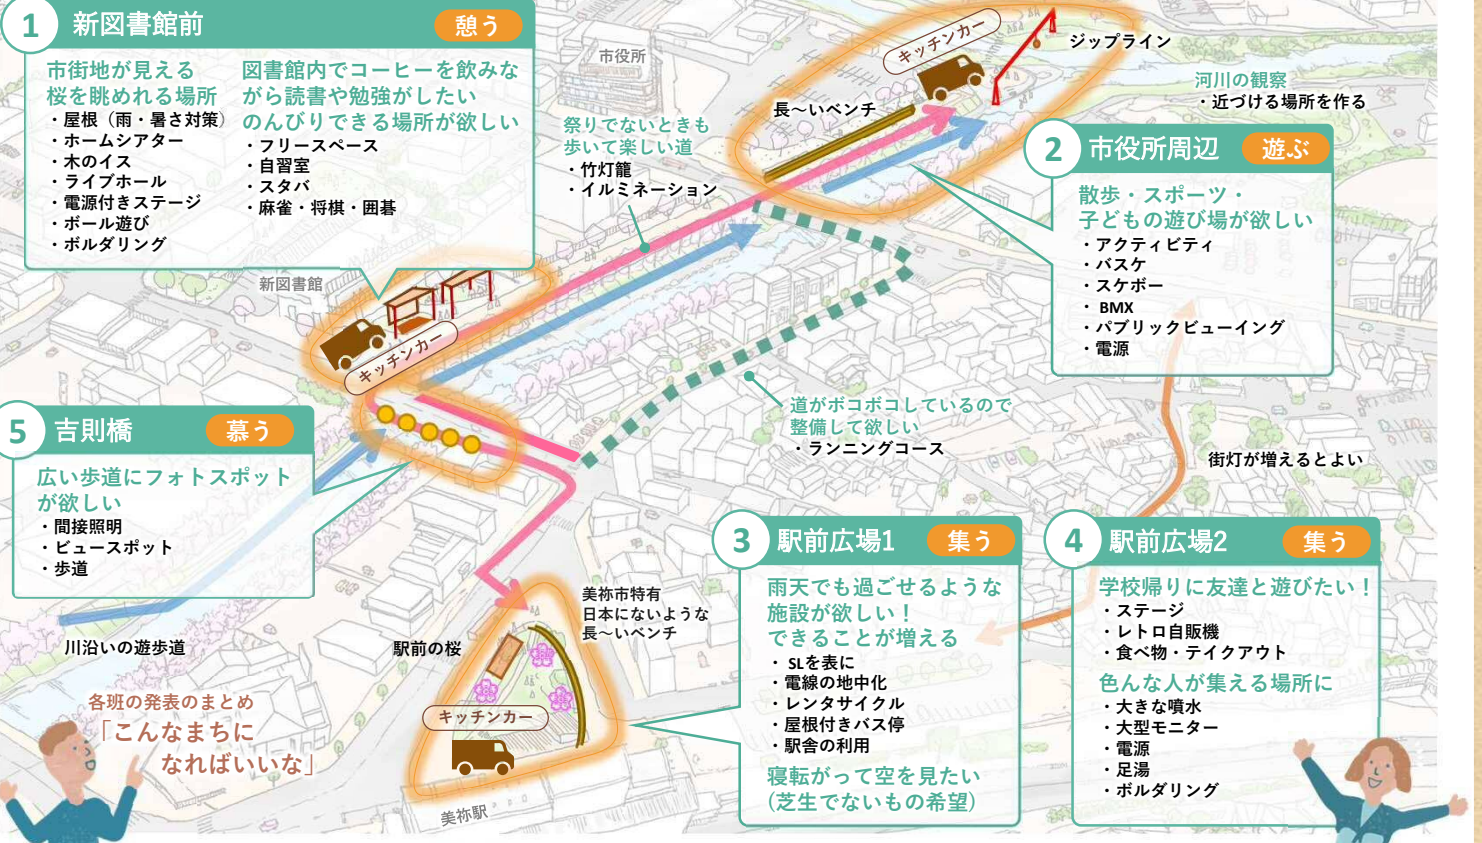 1
新図書館前
憩う
市街地が見える
桜を眺めれる場所
・屋根（雨・暑さ対策）
・ホームシアター
・木のイス
・ライブホール
・電源付きステージ
・ボール遊び
・ボルダリング
図書館内でコーヒーを飲みな
がら読書や勉強がしたい
のんびりできる場所が欲しい
・フリースペース
・自習室
・スタバ
・麻雀・将棋・囲碁
市役所
キッチンカー
ジップライン
長〜いベンチ
河川の観察
・近づける場所を作る
祭りでないときも
歩いて楽しい道
・竹灯籠
・イルミネーション
2
市役所周辺
遊ぶ
散歩・スポーツ・
子どもの遊び場が欲しい
・アクティビティ
・バスケ
・スケボー
・BMX
・パブリックビューイング
・電源
新図書館
キッチンカー
5
吉則橋
慕う
広い歩道にフォトスポット
が欲しい
・間接照明
・ビュースポット
・歩道
道がボコボコしているので
整備して欲しい
・ランニングコース
街灯が増えるとよい
川沿いの遊歩道
駅前の桜
美祢市特有
日本にないような
長〜いベンチ
キッチンカー
美祢駅
3
駅前広場1
集う
雨天でも過ごせるような
施設が欲しい！
できることが増える
・SLを表に
・電線の地中化
・レンタサイクル
・屋根付きバス停
・駅舎の利用
寝転がって空を見たい
(芝生でないもの希望)
4
駅前広場2
集う
学校帰りに友達と遊びたい！
・ステージ
・レトロ自販機
・食べ物・テイクアウト
色んな人が集える場所に
・大きな噴水
・大型モニター
・電源
・足湯
・ボルダリング
各班の発表のまとめ
「こんなまちに
なればいいな」